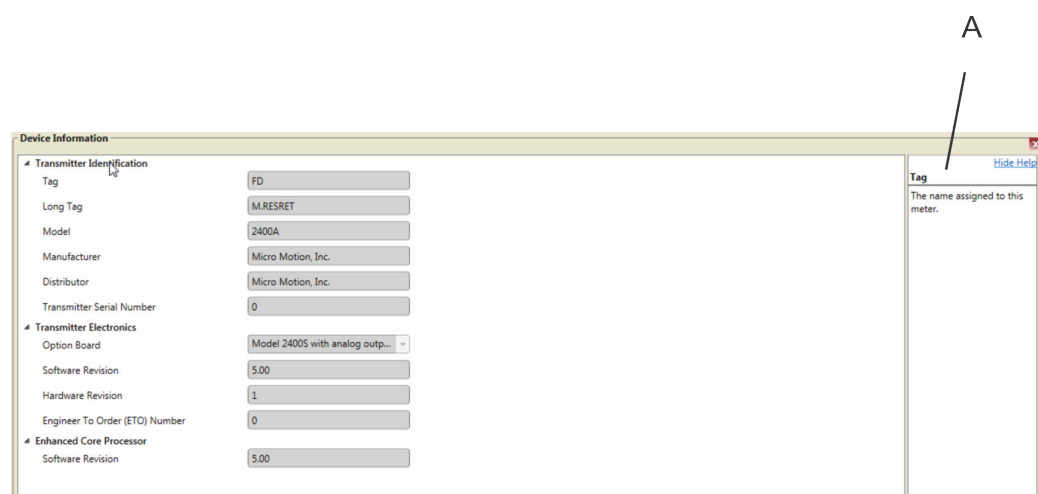 A
Device Information
Hide Help
Transmitter Identification
Tag
FD
Long Tag
M.RESRET
Model
2400A
Manufacturer
Micro Motion, Inc.
Distributor
Micro Motion, Inc.
Transmitter Serial Number
0
Transmitter Electronics
Option Board
Model 2400S with analog outp...
Software Revision
5.00
Hardware Revision
1
Engineer To Order (ETO) Number
0
Enhanced Core Processor
Software Revision
5.00
Tag
The name assigned to this
meter.